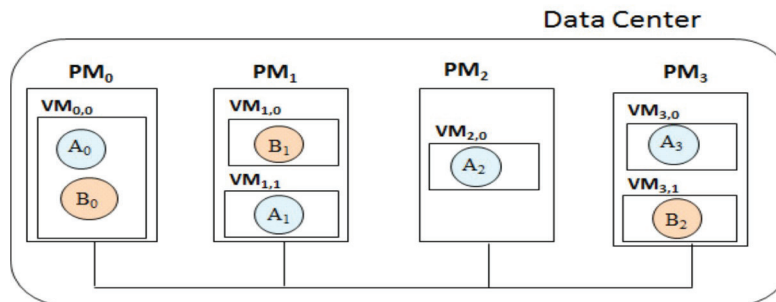 Data Center
PM₀
PM₁
PM₂
PM₃
VM₀,₀
A₀
B₀
VM₁,₀
B₁
VM₁,₁
A₁
VM₂,₀
A₂
VM₃,₀
A₃
VM₃,₁
B₂